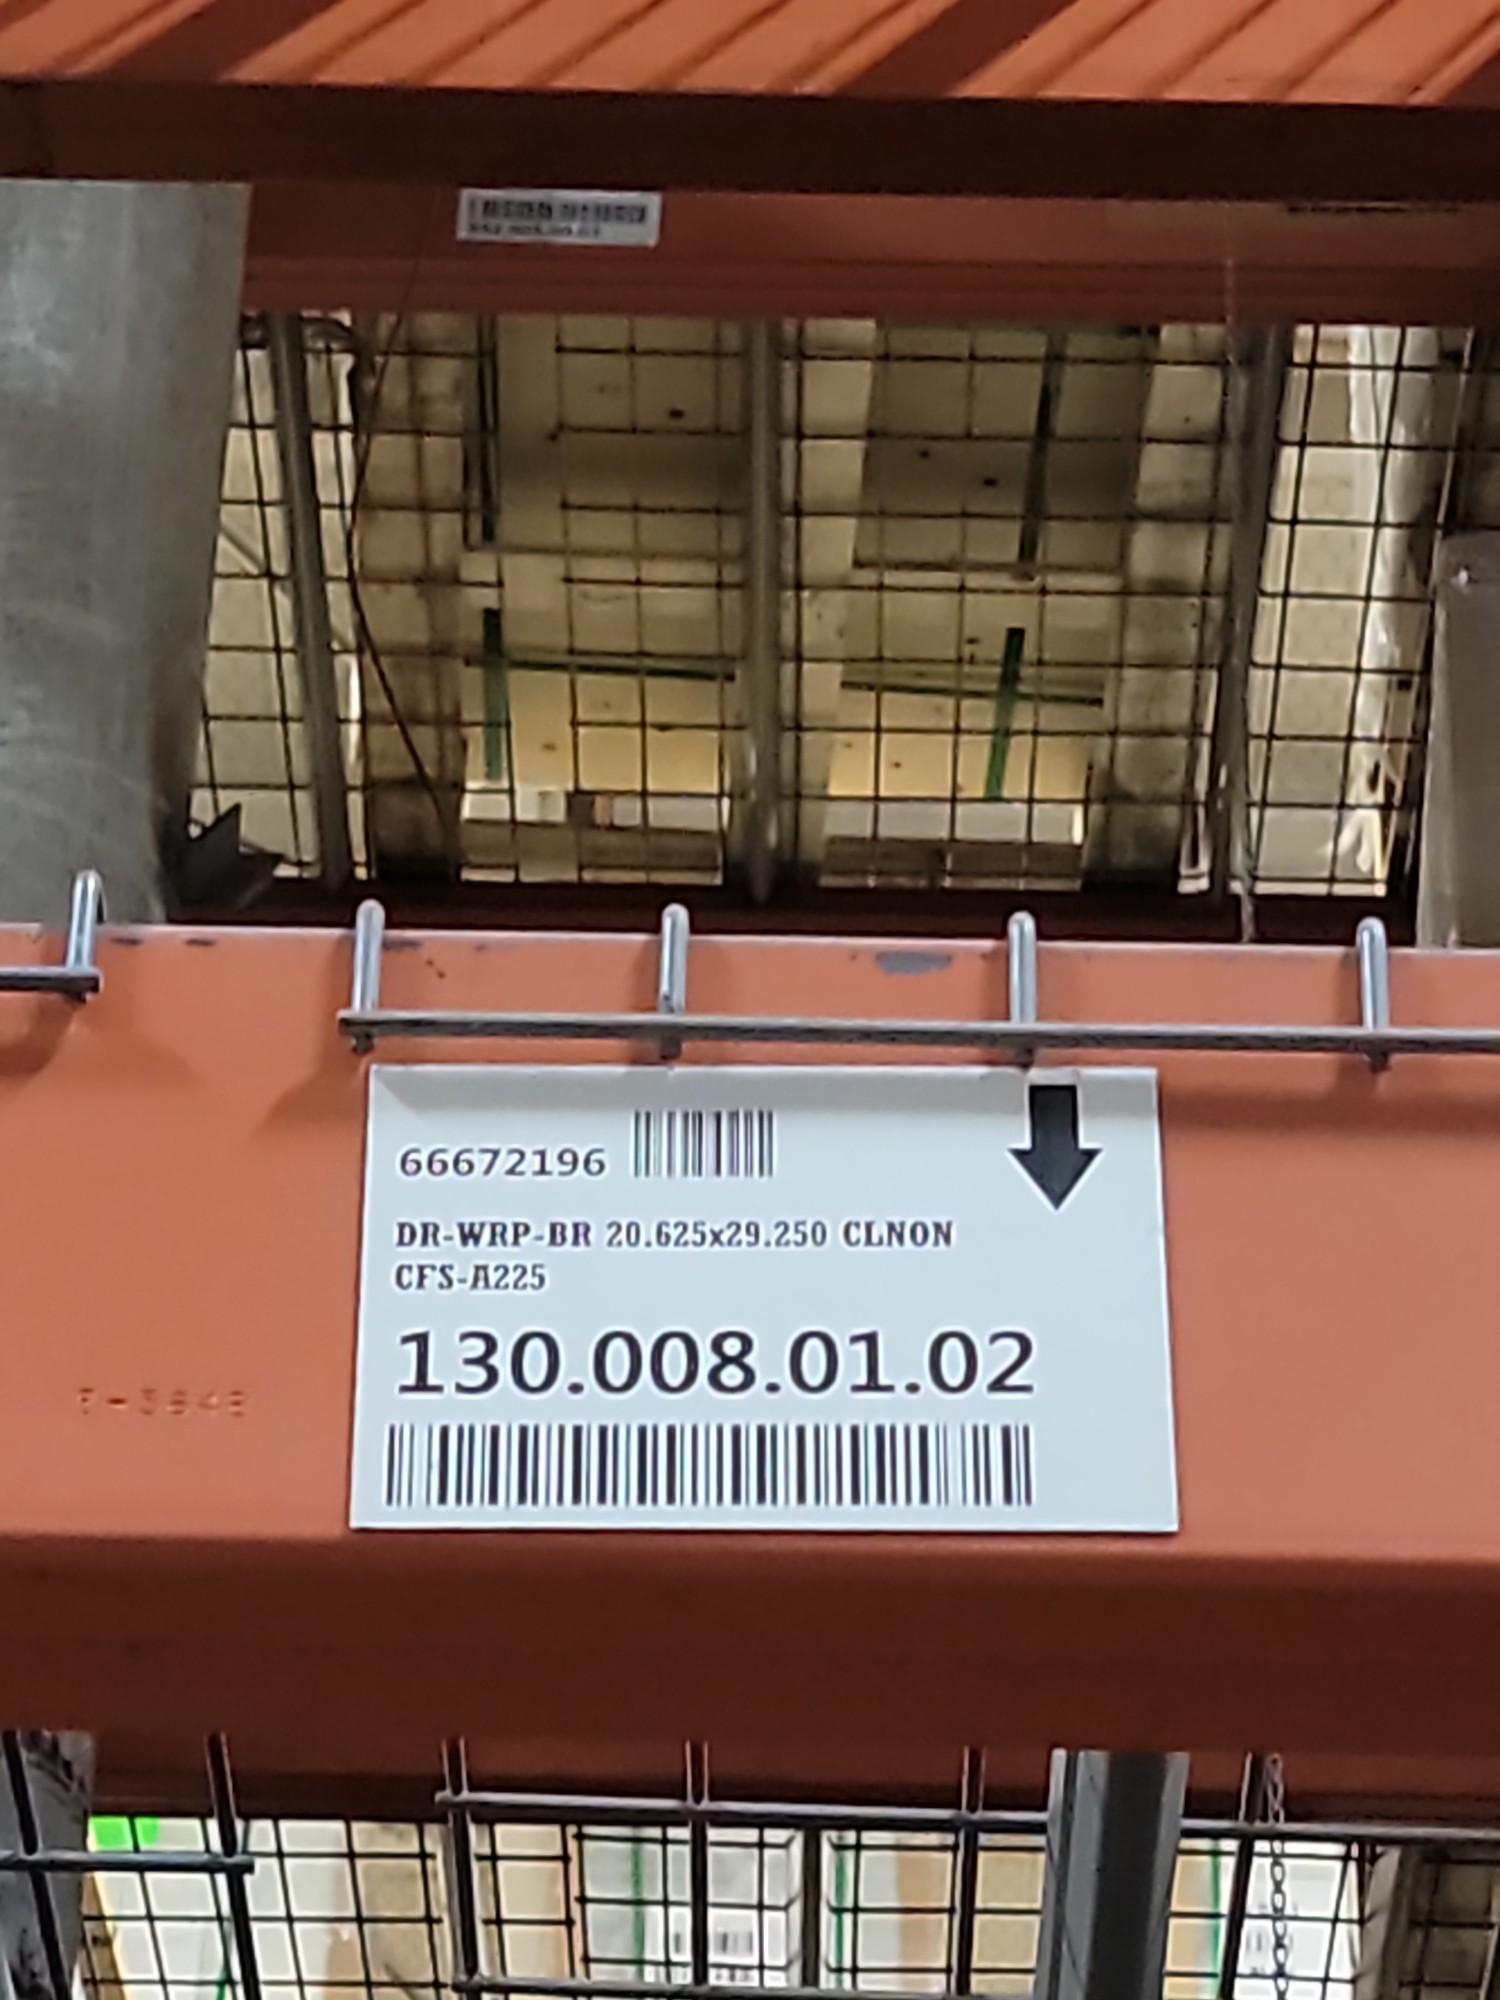 66672196
DR-WRP-BR 20.625x29.250 CLNON
CFS-A225
130.008.01.02